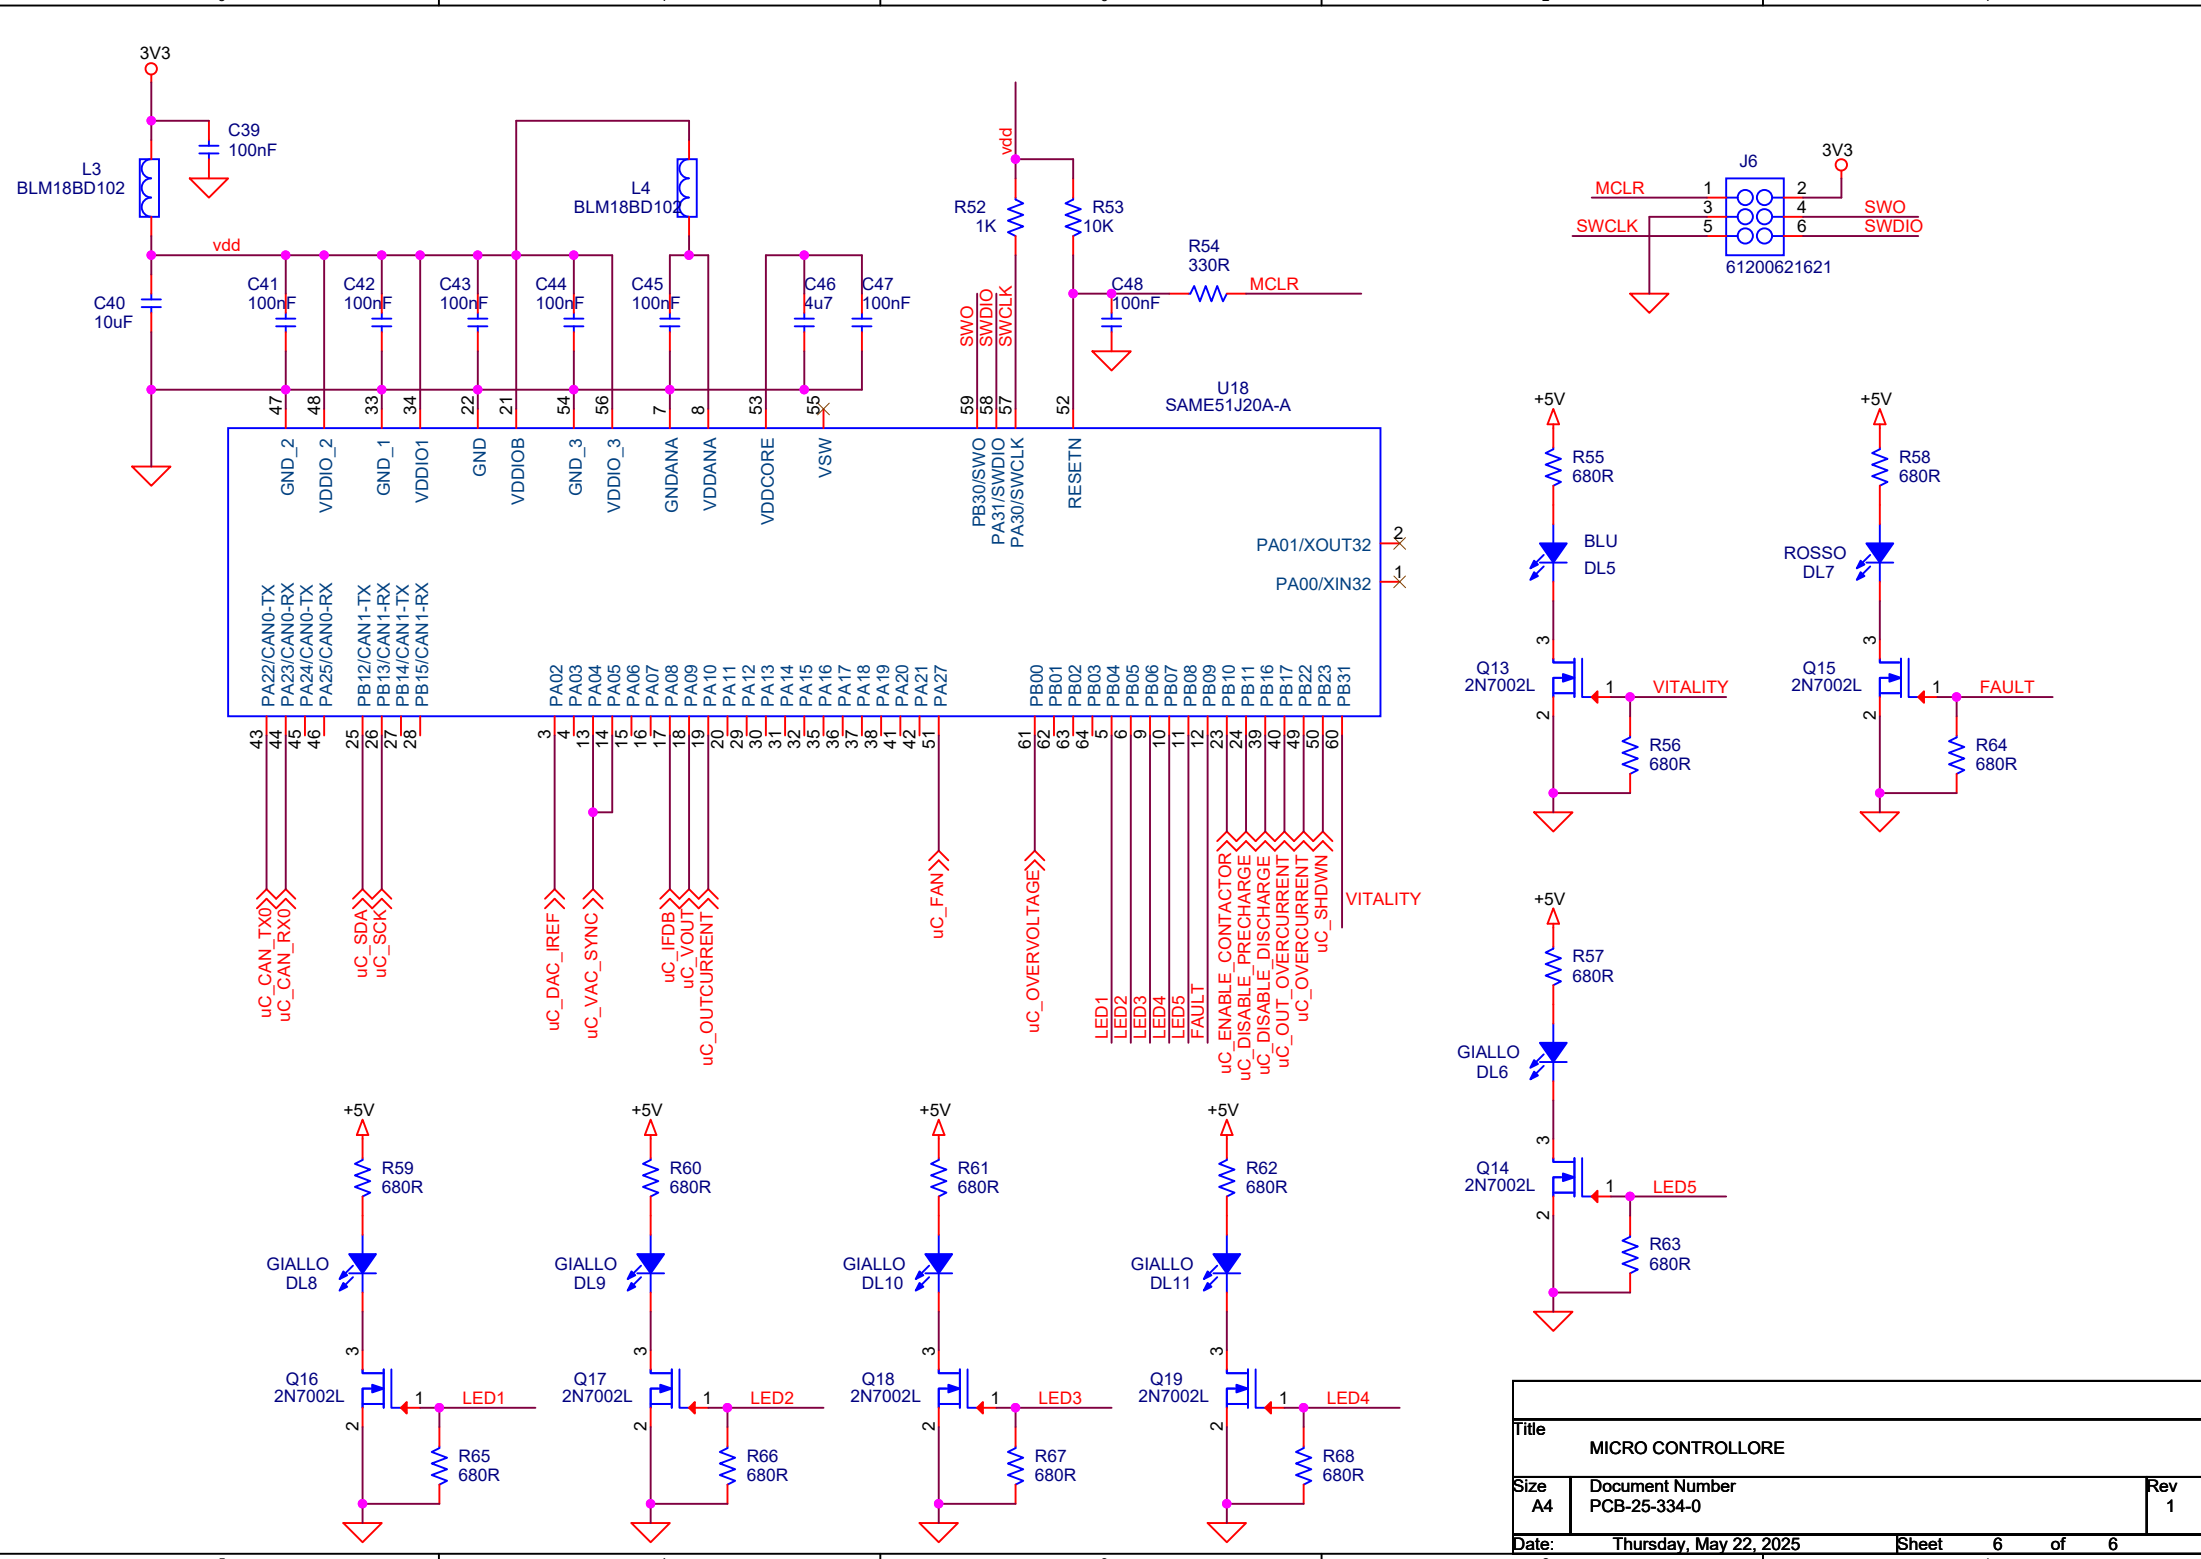 3V3
C39
100nF
L3
BLM18BD102
L4
BLM18BD102
vdd
C40
10uF
C41
100nF
C42
100nF
C43
100nF
C44
100nF
C45
100nF
C46
4u7
C47
100nF
vdd
R52
1K
R53
10K
R54
330R
MCLR
C48
100nF
SWO
SWDIO
SWCLK
J6
3V3
MCLR
1
2
3
4
SWO
SWCLK
5
6
SWDIO
61200621621
U18
SAME51J20A-A
47
48
33
34
22
21
54
56
7
8
53
55
59
58
57
52
GND_2
VDDIO_2
GND_1
VDDIO1
GND
VDDIOB
GND_3
VDDIO_3
GNDANA
VDDANA
VDDCORE
VSW
PB30/SWO
PA31/SWDIO
PA30/SWCLK
RESETN
PA01/XOUT32
2
PA00/XIN32
1
PA22/CAN0-TX
PA23/CAN0-RX
PA24/CAN0-TX
PA25/CAN0-RX
PB12/CAN1-TX
PB13/CAN1-RX
PB14/CAN1-TX
PB15/CAN1-RX
PA02
PA03
PA04
PA05
PA06
PA07
PA08
PA09
PA10
PA11
PA12
PA13
PA14
PA15
PA16
PA17
PA18
PA19
PA20
PA21
PA27
PB00
PB01
PB02
PB03
PB04
PB05
PB06
PB07
PB08
PB09
PB10
PB11
PB16
PB17
PB22
PB23
PB31
43
44
45
46
25
26
27
28
3
4
13
14
15
16
17
18
19
20
29
30
31
32
35
36
37
38
41
42
51
61
62
63
64
5
6
9
10
11
12
23
24
39
40
49
50
60
uC_CAN_TX0
uC_CAN_RX0
uC_SDA
uC_SCK
uC_DAC_IREF
uC_VAC_SYNC
uC_IFDB
uC_VOUT
uC_OUTCURRENT
uC_FAN
uC_OVERVOLTAGE
LED1
LED2
LED3
LED4
LED5
FAULT
uC_ENABLE_CONTACTOR
uC_DISABLE_PRECHARGE
uC_DISABLE_DISCHARGE
uC_OUT_OVERCURRENT
uC_OVERCURRENT
uC_SHDWN
VITALITY
+5V
R55
680R
BLU
DL5
3
Q13
2N7002L
1
VITALITY
2
R56
680R
+5V
R58
680R
ROSSO
DL7
3
Q15
2N7002L
1
FAULT
2
R64
680R
+5V
R57
680R
GIALLO
DL6
3
Q14
2N7002L
1
LED5
2
R63
680R
+5V
R59
680R
GIALLO
DL8
3
Q16
2N7002L
1
LED1
2
R65
680R
+5V
R60
680R
GIALLO
DL9
3
Q17
2N7002L
1
LED2
2
R66
680R
+5V
R61
680R
GIALLO
DL10
3
Q18
2N7002L
1
LED3
2
R67
680R
+5V
R62
680R
GIALLO
DL11
3
Q19
2N7002L
1
LED4
2
R68
680R
Title
MICRO CONTROLLORE
Size
Document Number
Rev
A4
PCB-25-334-0
1
Date:
Thursday, May 22, 2025
Sheet
6
of
6